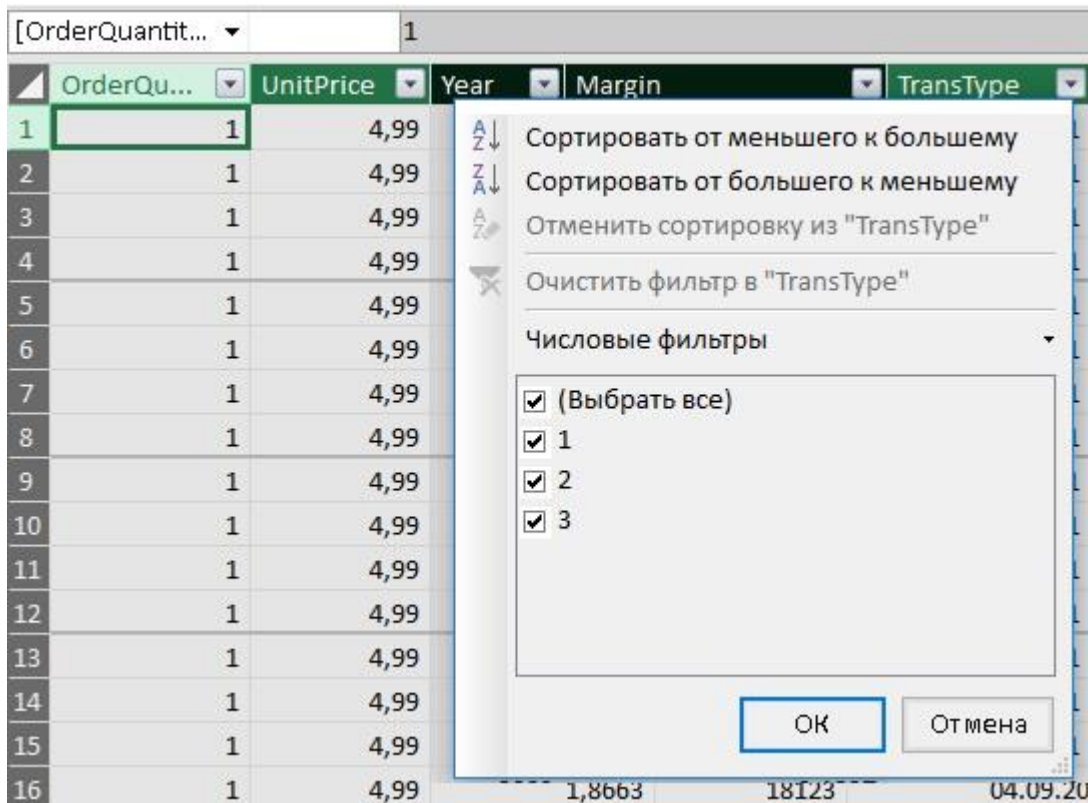 [OrderQuantit... 1
OrderQu... UnitPrice Year Margin TransType
1 1 4,99
2 1 4,99
3 1 4,99
4 1 4,99
5 1 4,99
6 1 4,99
7 1 4,99
8 1 4,99
9 1 4,99
10 1 4,99
11 1 4,99
12 1 4,99
13 1 4,99
14 1 4,99
15 1 4,99
16 1 4,99 1,8663 18123 04.09.20
Сортировать от меньшего к большему
Сортировать от большего к меньшему
Отменить сортировку из "TransType"
Очистить фильтр в "TransType"
Числовые фильтры
(Выбрать все)
1
2
3
ОК Отмена